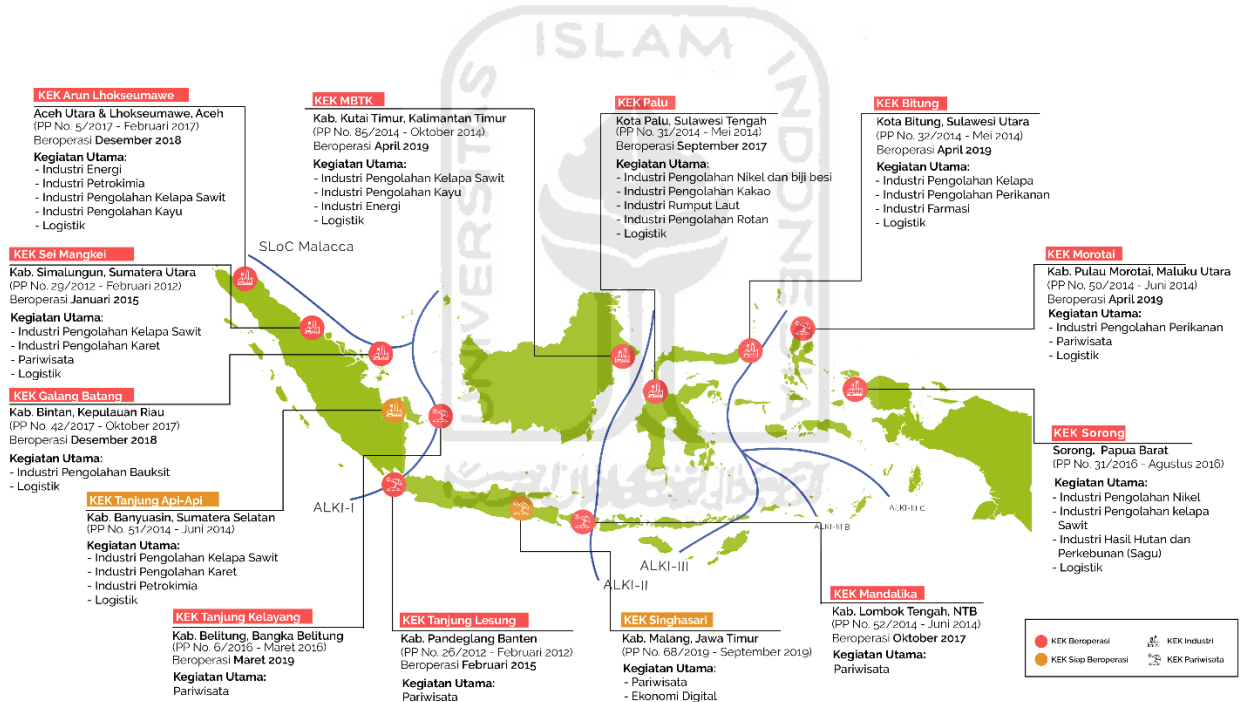 UNIVERSITAS
ISLAM
INDONESIA
KEK Arun Lhokseumawe
Aceh Utara & Lhokseumawe, Aceh
(PP No. 5/2017 - Februari 2017)
Beroperasi Desember 2018
Kegiatan Utama:
- Industri Energi
- Industri Petrokimia
- Industri Pengolahan Kelapa Sawit
- Industri Pengolahan Kayu
- Logistik
KEK MBTK
Kab. Kutai Timur, Kalimantan Timur
(PP No. 85/2014 - Oktober 2014)
Beroperasi April 2019
Kegiatan Utama:
- Industri Pengolahan Kelapa Sawit
- Industri Pengolahan Kayu
- Industri Energi
- Logistik
KEK Palu
Kota Palu, Sulawesi Tengah
(PP No. 31/2014 - Mei 2014)
Beroperasi September 2017
Kegiatan Utama:
- Industri Pengolahan Nikel dan biji besi
- Industri Pengolahan Kakao
- Industri Rumput Laut
- Industri Pengolahan Rotan
- Logistik
KEK Bitung
Kota Bitung, Sulawesi Utara
(PP No. 32/2014 - Mei 2014)
Beroperasi April 2019
Kegiatan Utama:
- Industri Pengolahan Kelapa
- Industri Pengolahan Perikanan
- Industri Farmasi
- Logistik
SLoC Malacca
KEK Sei Mangkei
Kab. Simalungun, Sumatera Utara
(PP No. 29/2012 - Februari 2012)
Beroperasi Januari 2015
Kegiatan Utama:
- Industri Pengolahan Kelapa Sawit
- Industri Pengolahan Karet
- Pariwisata
- Logistik
KEK Morotai
Kab. Pulau Morotai, Maluku Utara
(PP No. 50/2014 - Juni 2014)
Beroperasi April 2019
Kegiatan Utama:
- Industri Pengolahan Perikanan
- Pariwisata
- Logistik
KEK Galang Batang
Kab. Bintan, Kepulauan Riau
(PP No. 42/2017 - Oktober 2017)
Beroperasi Desember 2018
Kegiatan Utama:
- Industri Pengolahan Bauksit
- Logistik
KEK Sorong
Sorong, Papua Barat
(PP No. 31/2016 - Agustus 2016)
Kegiatan Utama:
- Industri Pengolahan Nikel
- Industri Pengolahan kelapa
Sawit
- Industri Hasil Hutan dan
Perkebunan (Sagu)
- Logistik
KEK Tanjung Api-Api
Kab. Banyuasin, Sumatera Selatan
(PP No. 51/2014 - Juni 2014)
Kegiatan Utama:
- Industri Pengolahan Kelapa Sawit
- Industri Pengolahan Karet
- Industri Petrokimia
- Logistik
ALKI-I
ALKI-II
ALKI-III
ALKI-III B
ALKI-III C
KEK Tanjung Kelayang
Kab. Belitung, Bangka Belitung
(PP No. 6/2016 - Maret 2016)
Beroperasi Maret 2019
Kegiatan Utama:
Pariwisata
KEK Tanjung Lesung
Kab. Pandeglang Banten
(PP No. 26/2012 - Februari 2012)
Beroperasi Februari 2015
Kegiatan Utama:
Pariwisata
KEK Singhasari
Kab. Malang, Jawa Timur
(PP No. 68/2019 - September 2019)
Kegiatan Utama:
- Pariwisata
- Ekonomi Digital
KEK Mandalika
Kab. Lombok Tengah, NTB
(PP No. 52/2014 - Juni 2014)
Beroperasi Oktober 2017
Kegiatan Utama:
Pariwisata
KEK Beroperasi
KEK Siap Beroperasi
KEK Industri
KEK Pariwisata